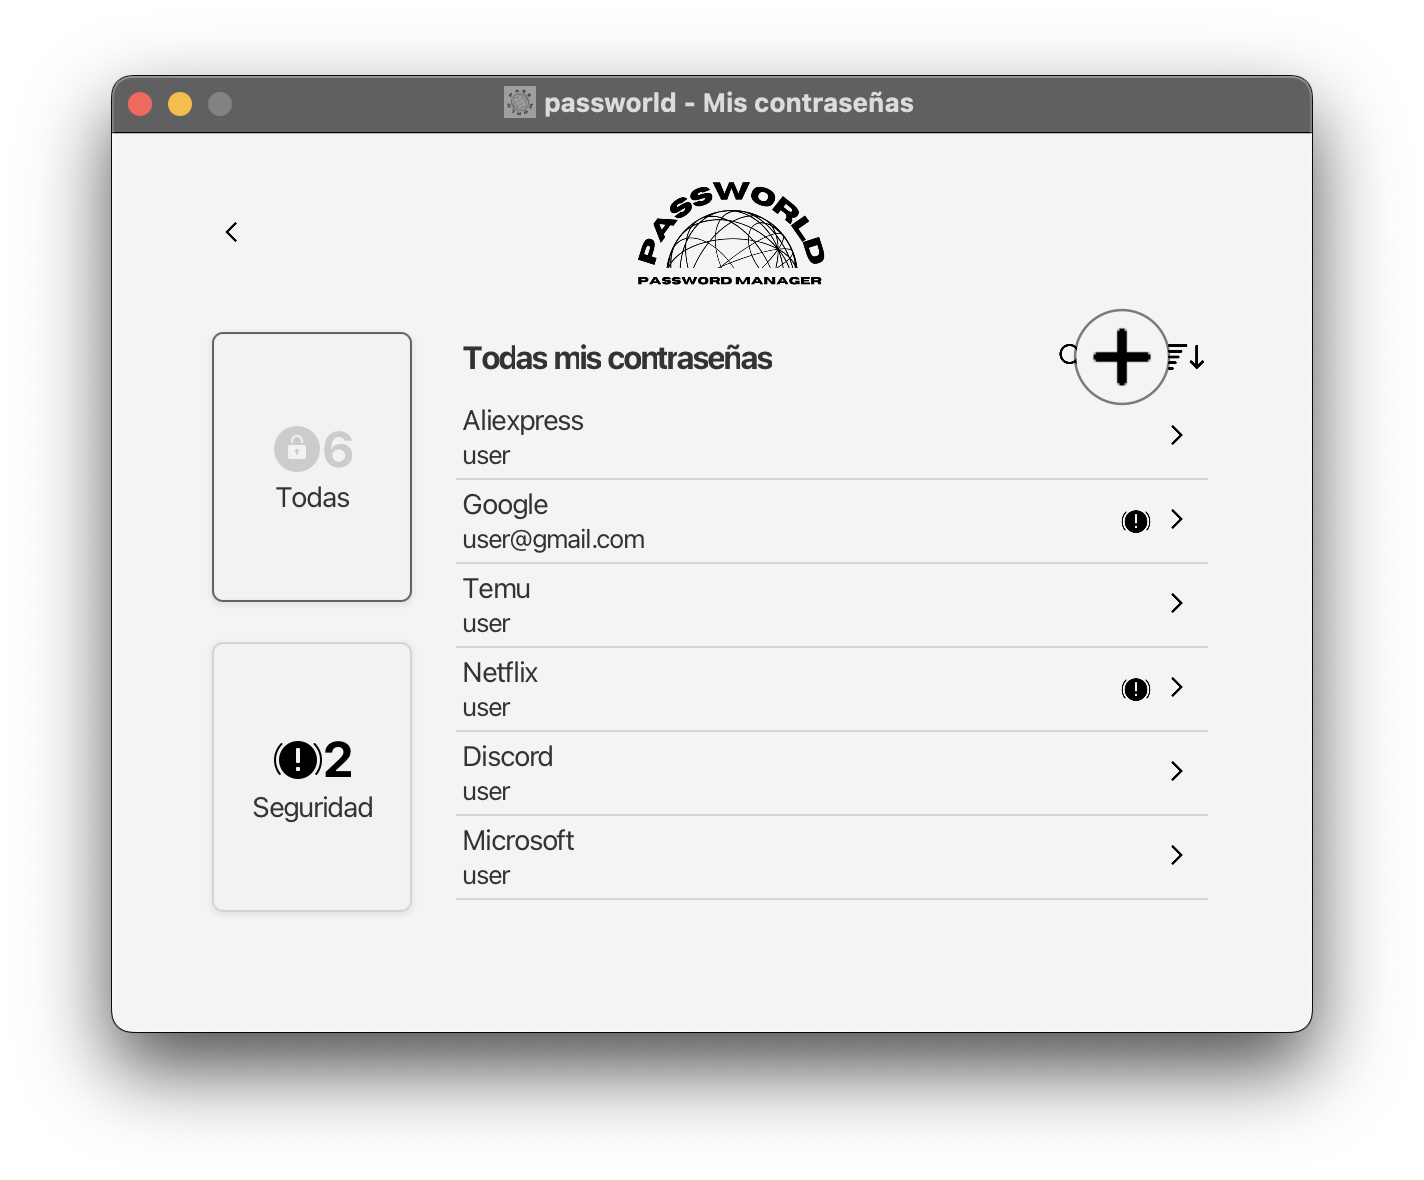 passworld - Mis contraseñas
PASSWORLD
PASSWORD MANAGER
6
Todas
2
Seguridad
Todas mis contraseñas
Aliexpress
user
Google
user@gmail.com
Temu
user
Netflix
user
Discord
user
Microsoft
user